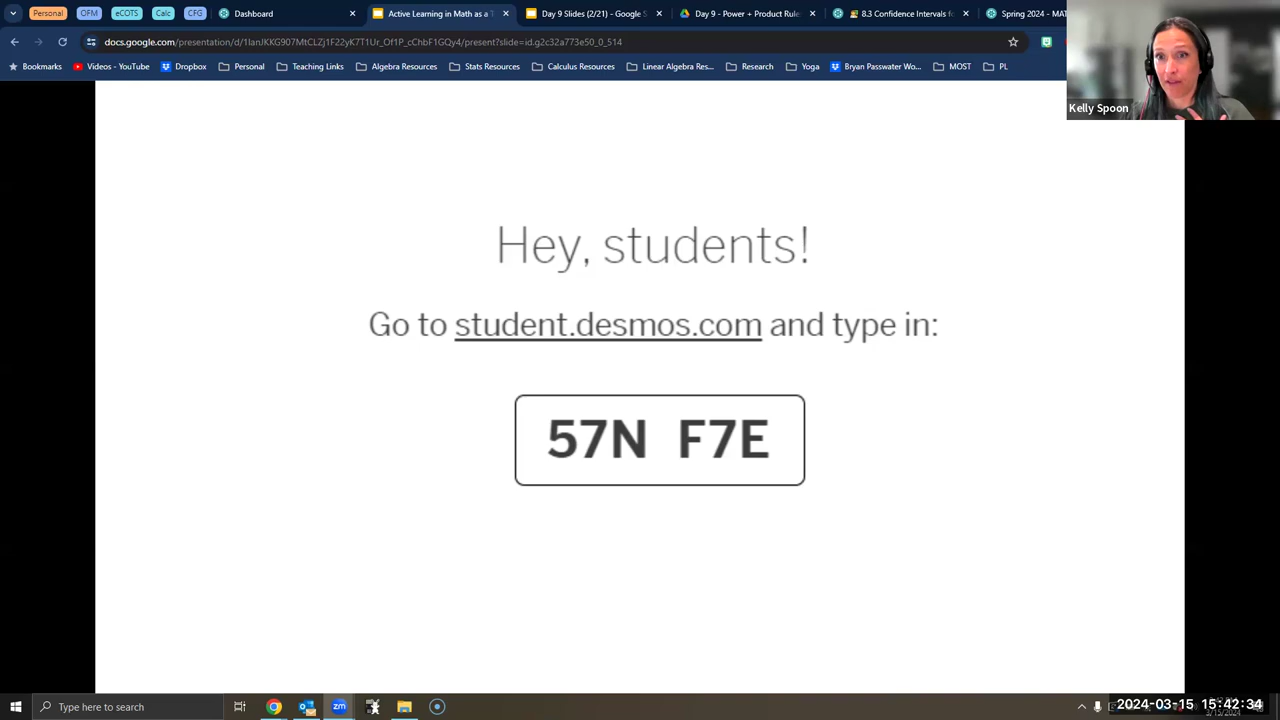 Personal
OFM
eCOTS
Calc
CFG
Dashboard
Active Learning in Math as a T
Day 9 Slides (2/21) - Google S
Day 9 - Power + Product Rule
8.3 Confidence Intervals fo
Spring 2024 - MAT
docs.google.com/presentation/d/1IanJKKG907MtCLZj1F22yK7T1Ur_Of1P_cChbF1GQy4/present?slide=id.g2c32a773e50_0_514
Bookmarks
Videos - YouTube
Dropbox
Personal
Teaching Links
Algebra Resources
Resources
Calculus Resources
Linear Algebra Res...
Research
Yoga
Bryan Passwater Wo...
MOST
PL
Kelly Spoon
Hey, students!
Go to student.desmos.com and type in:
57N F7E
zm
Type here to search
2024-03-15 15:42:34